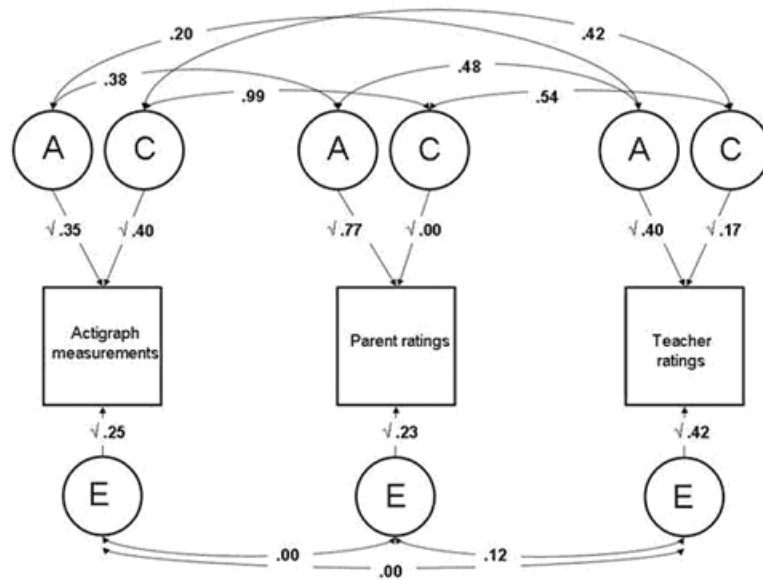 .20
.42
.38
.48
.99
.54
A C A C A C
√.35 √.40 √.77 √.00 √.40 √.17
Actigraph
measurements
Parent ratings
Teacher
ratings
√.25 √.23 √.42
E E E
.00 .12
.00